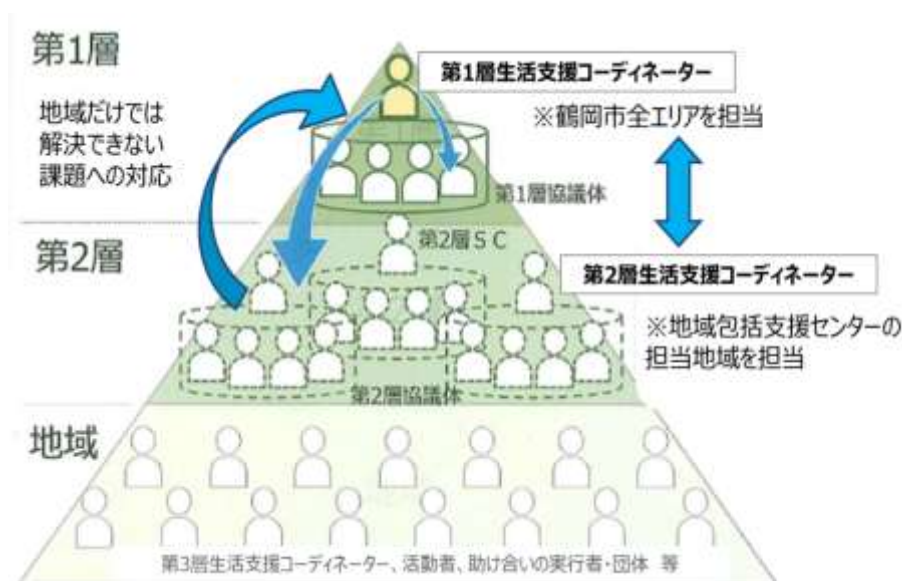 第1層
地域だけでは
解決できない
課題への対応
第1層生活支援コーディネーター
※鶴岡市全エリアを担当
第1層協議体
第2層
第2層ＳＣ
第2層生活支援コーディネーター
※地域包括支援センターの
担当地域を担当
第2層協議体
地域
第3層生活支援コーディネーター、活動者、助け合いの実行者・団体 等